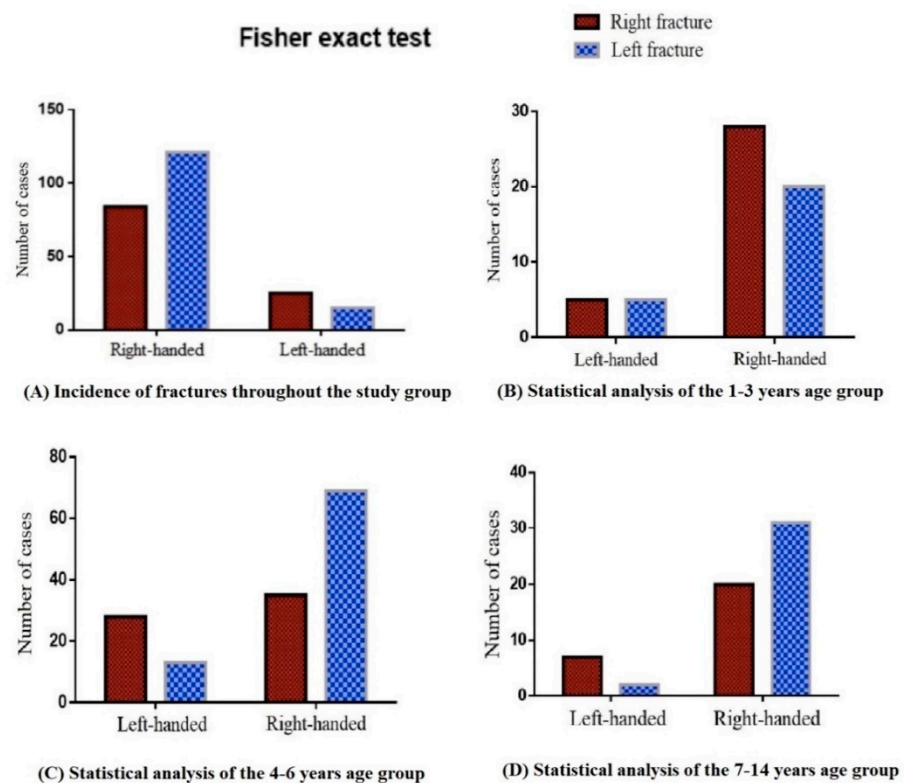 Fisher exact test
Right fracture
Left fracture
150
100
50
0
Number of cases
Right-handed
Left-handed
(A) Incidence of fractures throughout the study group
30
20
10
0
Number of cases
Left-handed
Right-handed
(B) Statistical analysis of the 1-3 years age group
80
60
40
20
0
Number of cases
Left-handed
Right-handed
(C) Statistical analysis of the 4-6 years age group
40
30
20
10
0
Number of cases
Left-handed
Right-handed
(D) Statistical analysis of the 7-14 years age group